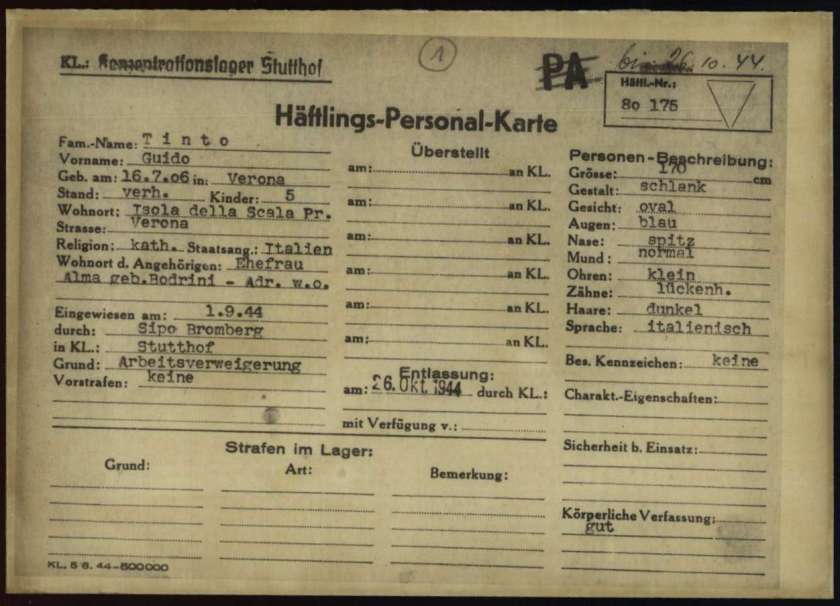 KL.: Konzentrationslager Stutthof
1
PA
bis 26.10.44.
Häftl.-Nr.:
8o 175
Häftlings-Personal-Karte
Fam.-Name: Tinto
Vorname: Guido
Geb. am: 16.7.06 in: Verona
Stand: verh. Kinder: 5
Wohnort: Isola della Scala Pr.
Strasse: Verona
Religion: kath. Staatsang.: Italien
Wohnort d. Angehörigen: Ehefrau
Alma geb.Bodrini - Adr. w.o.
Eingewiesen am: 1.9.44
durch: Sipo Bromberg
in KL.: Stutthof
Grund: Arbeitsverweigerung
Vorstrafen: keine
Überstellt
am: an KL.
am: an KL.
am: an KL.
am: an KL.
am: an KL.
am: an KL.
Entlassung:
am: 26. Okt. 1944 durch KL.:
mit Verfügung v.:
Personen-Beschreibung:
Grösse: 170 cm
Gestalt: schlank
Gesicht: oval
Augen: blau
Nase: spitz
Mund: normal
Ohren: klein
Zähne: lückenh.
Haare: dunkel
Sprache: italienisch
Bes. Kennzeichen: keine
Charakt.-Eigenschaften:
Sicherheit b. Einsatz:
Körperliche Verfassung:
gut
Strafen im Lager:
Grund: Art: Bemerkung:
KL. 5 6. 44-500000